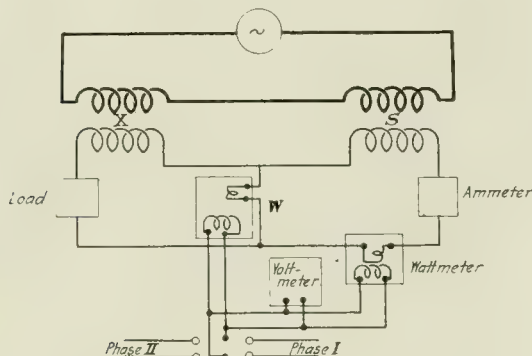 X
S
Load
W
Ammeter
Volt-
meter
Wattmeter
Phase II
Phase I